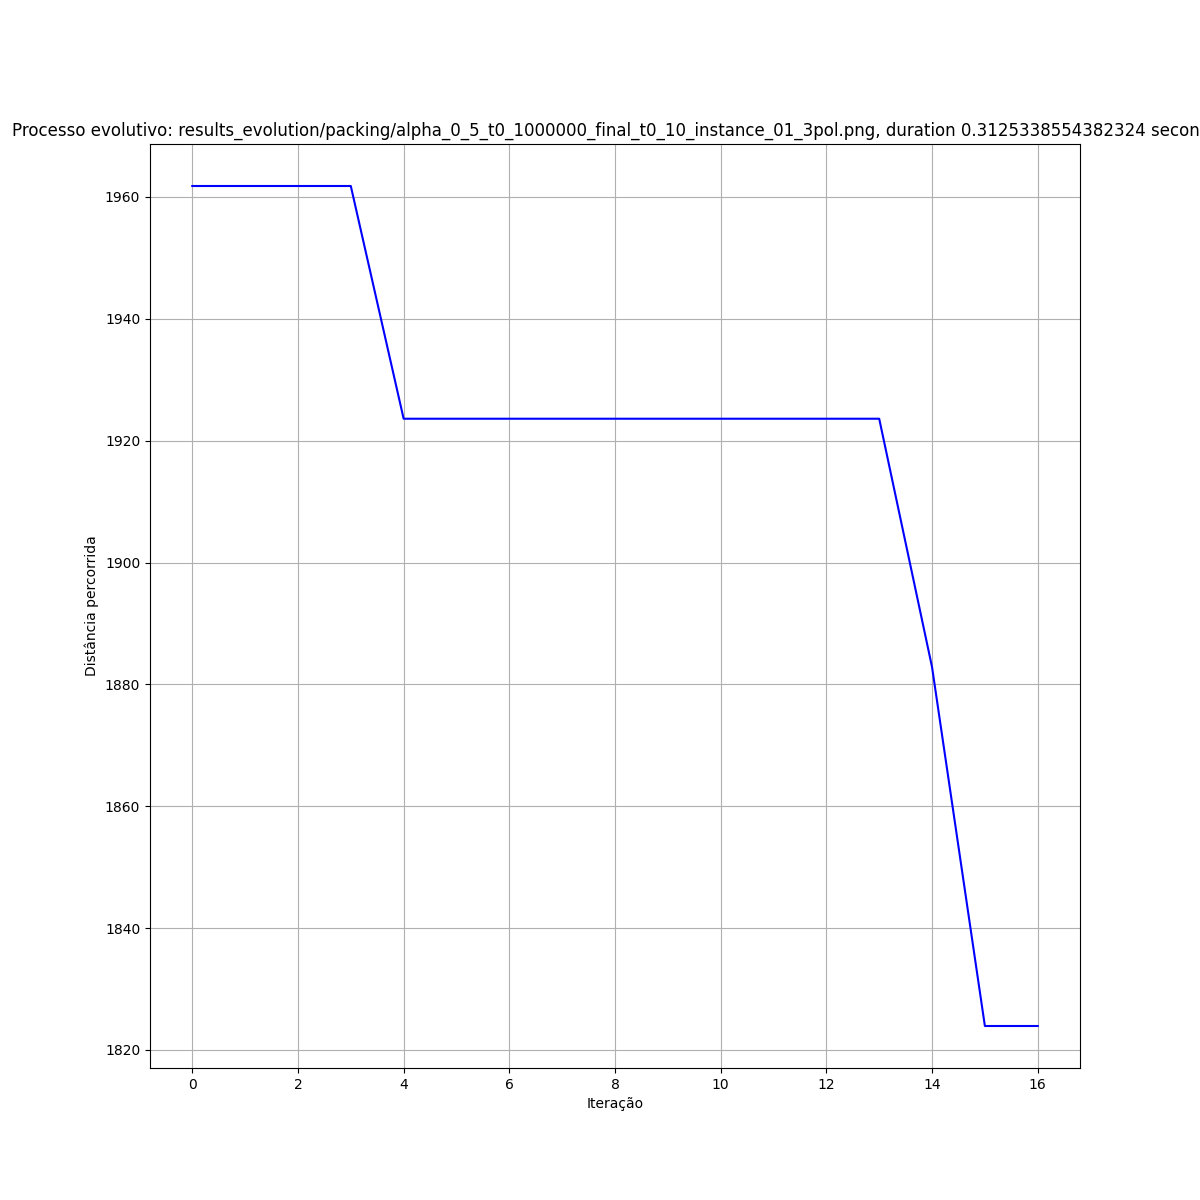 Processo evolutivo: results_evolution/packing/alpha_0_5_t0_1000000_final_t0_10_instance_01_3pol.png, duration 0.3125338554382324 secon
1960
1940
1920
1900
1880
1860
1840
1820
Distância percorrida
0 2 4 6 8 10 12 14 16
Iteração